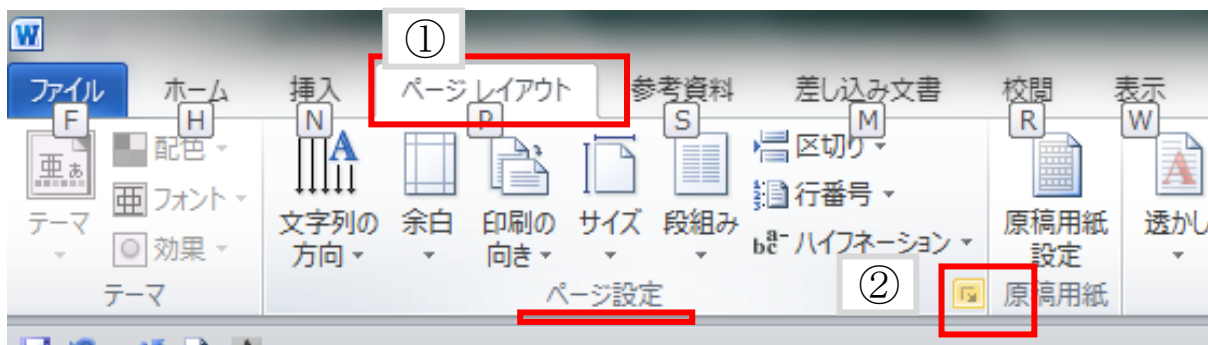 W
①
ファイル ホーム 挿入 ページ レイアウト 参考資料 差し込み文書 校閲 表示
F H N P S M R W
亜ぁ 配色 A 区切り A
亜 フォント 行番号
テーマ 文字列の 余白 印刷の サイズ 段組み 原稿用紙 透かし
効果 方向 向き bc a- ハイフネーション 設定
②
テーマ ページ設定 原稿用紙